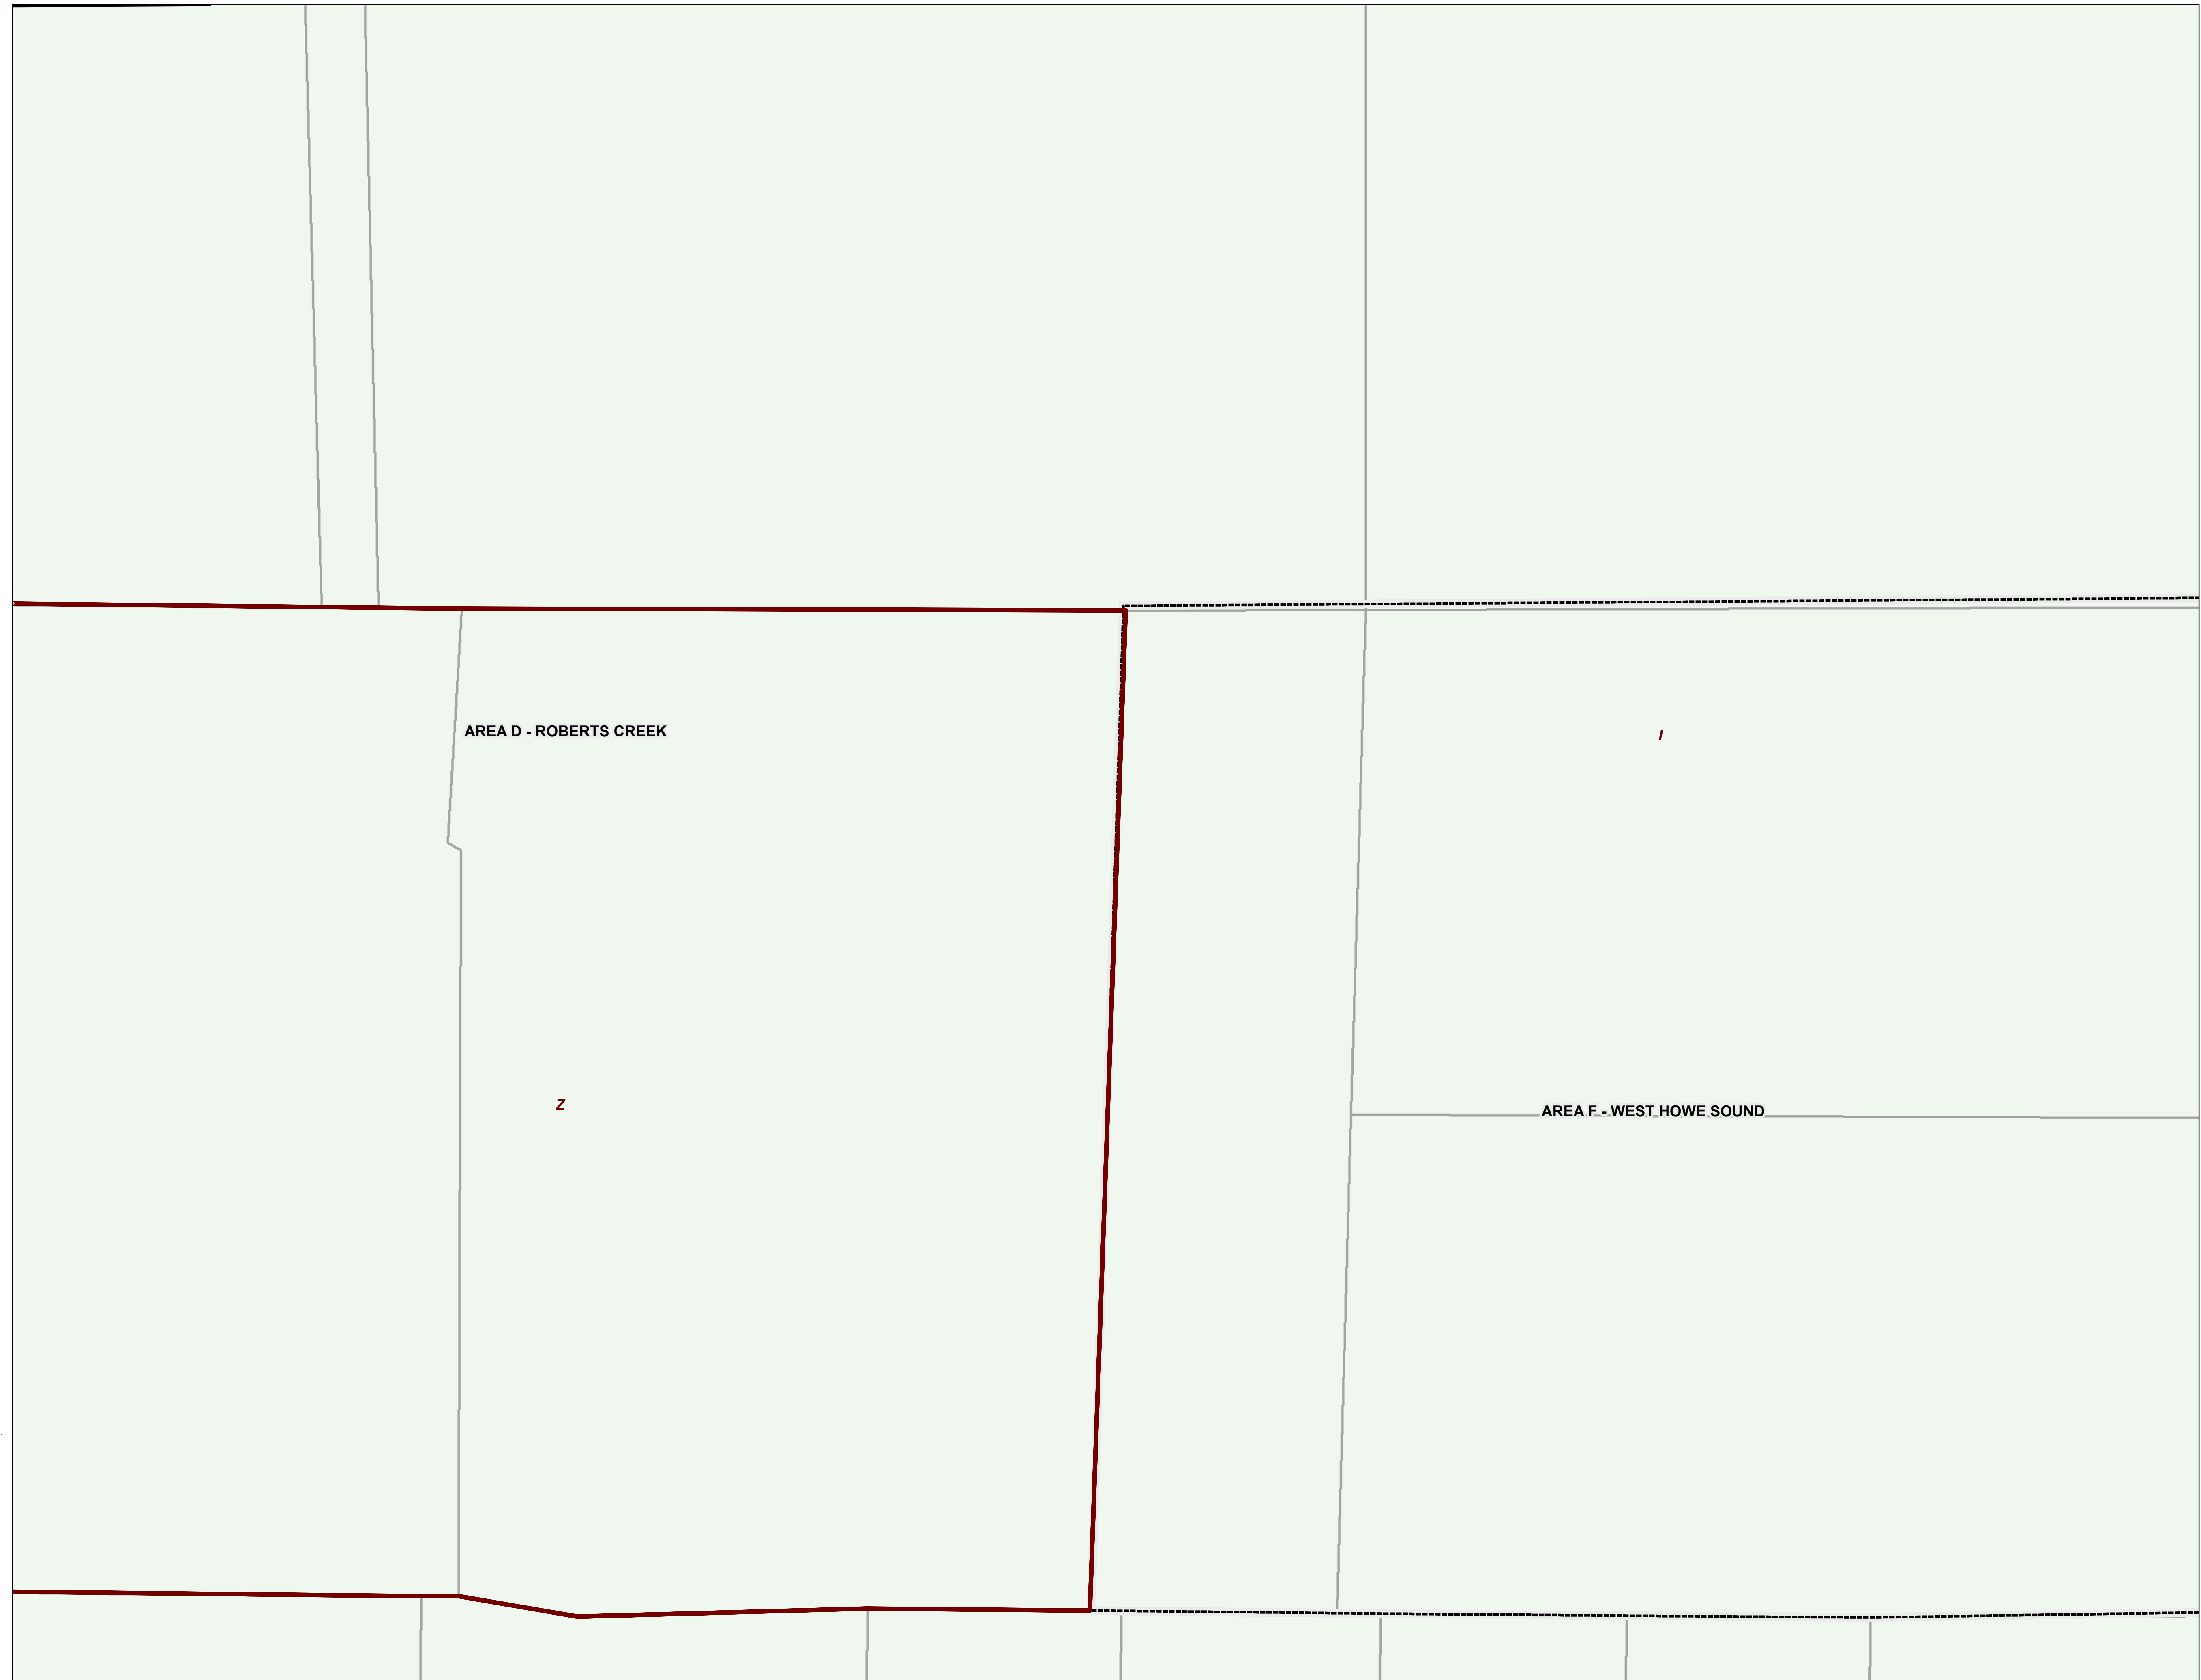 AREA D - ROBERTS CREEK
I
Z
AREA F - WEST HOWE SOUND